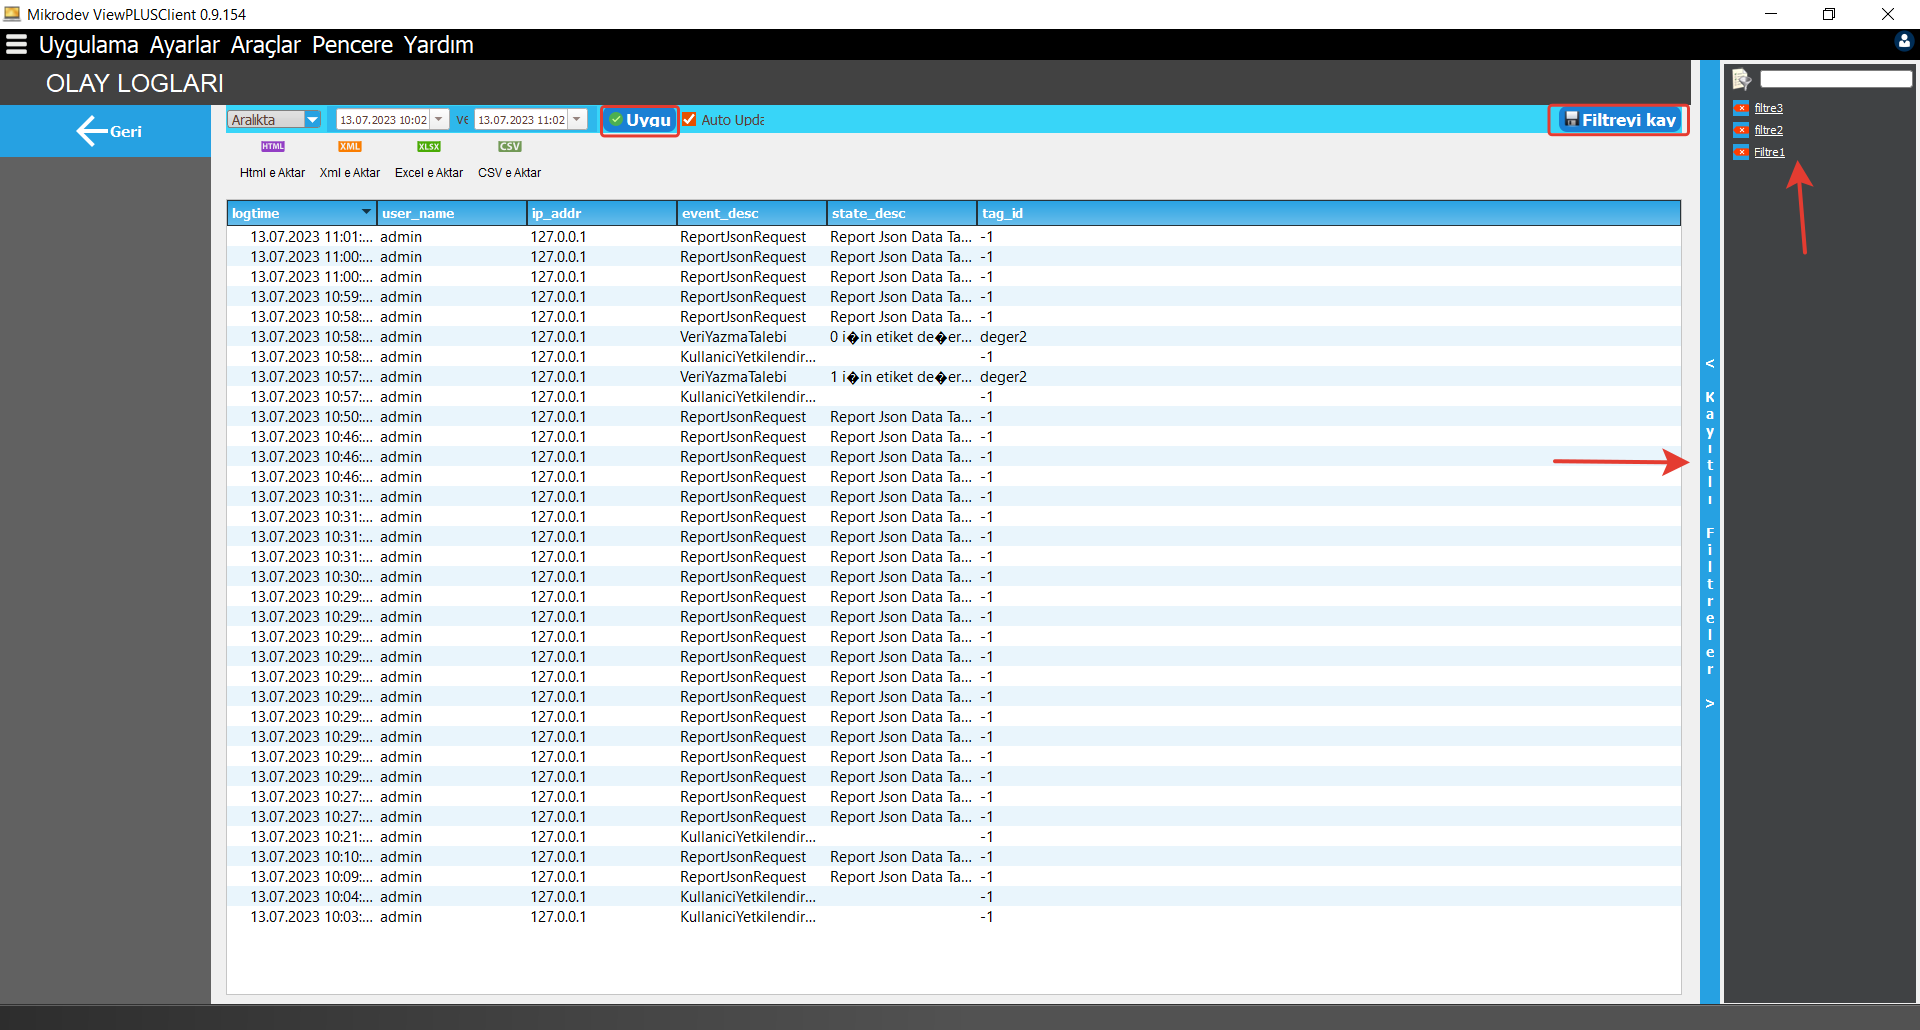 Mikrodev ViewPLUSClient 0.9.154
Uygulama Ayarlar Araçlar Pencere Yardım
OLAY LOGLARI
Geri
Aralıkta 13.07.2023 10:02 ve 13.07.2023 11:02 Uygu Auto Upda Filtreyi kay
HTML XML XLSX CSV
Html e Aktar Xml e Aktar Excel e Aktar CSV e Aktar
logtime user_name ip_addr event_desc state_desc tag_id
13.07.2023 11:01:... admin 127.0.0.1 ReportJsonRequest Report Json Data Ta... -1
13.07.2023 11:00:... admin 127.0.0.1 ReportJsonRequest Report Json Data Ta... -1
13.07.2023 11:00:... admin 127.0.0.1 ReportJsonRequest Report Json Data Ta... -1
13.07.2023 10:59:... admin 127.0.0.1 ReportJsonRequest Report Json Data Ta... -1
13.07.2023 10:58:... admin 127.0.0.1 ReportJsonRequest Report Json Data Ta... -1
13.07.2023 10:58:... admin 127.0.0.1 VeriYazmaTalebi 0 i�in etiket de�er... deger2
13.07.2023 10:58:... admin 127.0.0.1 KullaniciYetkilendir... -1
13.07.2023 10:57:... admin 127.0.0.1 VeriYazmaTalebi 1 i�in etiket de�er... deger2
13.07.2023 10:57:... admin 127.0.0.1 KullaniciYetkilendir... -1
13.07.2023 10:50:... admin 127.0.0.1 ReportJsonRequest Report Json Data Ta... -1
13.07.2023 10:46:... admin 127.0.0.1 ReportJsonRequest Report Json Data Ta... -1
13.07.2023 10:46:... admin 127.0.0.1 ReportJsonRequest Report Json Data Ta... -1
13.07.2023 10:46:... admin 127.0.0.1 ReportJsonRequest Report Json Data Ta... -1
13.07.2023 10:31:... admin 127.0.0.1 ReportJsonRequest Report Json Data Ta... -1
13.07.2023 10:31:... admin 127.0.0.1 ReportJsonRequest Report Json Data Ta... -1
13.07.2023 10:31:... admin 127.0.0.1 ReportJsonRequest Report Json Data Ta... -1
13.07.2023 10:31:... admin 127.0.0.1 ReportJsonRequest Report Json Data Ta... -1
13.07.2023 10:30:... admin 127.0.0.1 ReportJsonRequest Report Json Data Ta... -1
13.07.2023 10:29:... admin 127.0.0.1 ReportJsonRequest Report Json Data Ta... -1
13.07.2023 10:29:... admin 127.0.0.1 ReportJsonRequest Report Json Data Ta... -1
13.07.2023 10:29:... admin 127.0.0.1 ReportJsonRequest Report Json Data Ta... -1
13.07.2023 10:29:... admin 127.0.0.1 ReportJsonRequest Report Json Data Ta... -1
13.07.2023 10:29:... admin 127.0.0.1 ReportJsonRequest Report Json Data Ta... -1
13.07.2023 10:29:... admin 127.0.0.1 ReportJsonRequest Report Json Data Ta... -1
13.07.2023 10:29:... admin 127.0.0.1 ReportJsonRequest Report Json Data Ta... -1
13.07.2023 10:29:... admin 127.0.0.1 ReportJsonRequest Report Json Data Ta... -1
13.07.2023 10:29:... admin 127.0.0.1 ReportJsonRequest Report Json Data Ta... -1
13.07.2023 10:29:... admin 127.0.0.1 ReportJsonRequest Report Json Data Ta... -1
13.07.2023 10:27:... admin 127.0.0.1 ReportJsonRequest Report Json Data Ta... -1
13.07.2023 10:27:... admin 127.0.0.1 ReportJsonRequest Report Json Data Ta... -1
13.07.2023 10:21:... admin 127.0.0.1 KullaniciYetkilendir... -1
13.07.2023 10:10:... admin 127.0.0.1 ReportJsonRequest Report Json Data Ta... -1
13.07.2023 10:09:... admin 127.0.0.1 ReportJsonRequest Report Json Data Ta... -1
13.07.2023 10:04:... admin 127.0.0.1 KullaniciYetkilendir... -1
13.07.2023 10:03:... admin 127.0.0.1 KullaniciYetkilendir... -1
< Kayıtlı Filtreler >
filtre3
filtre2
Filtre1